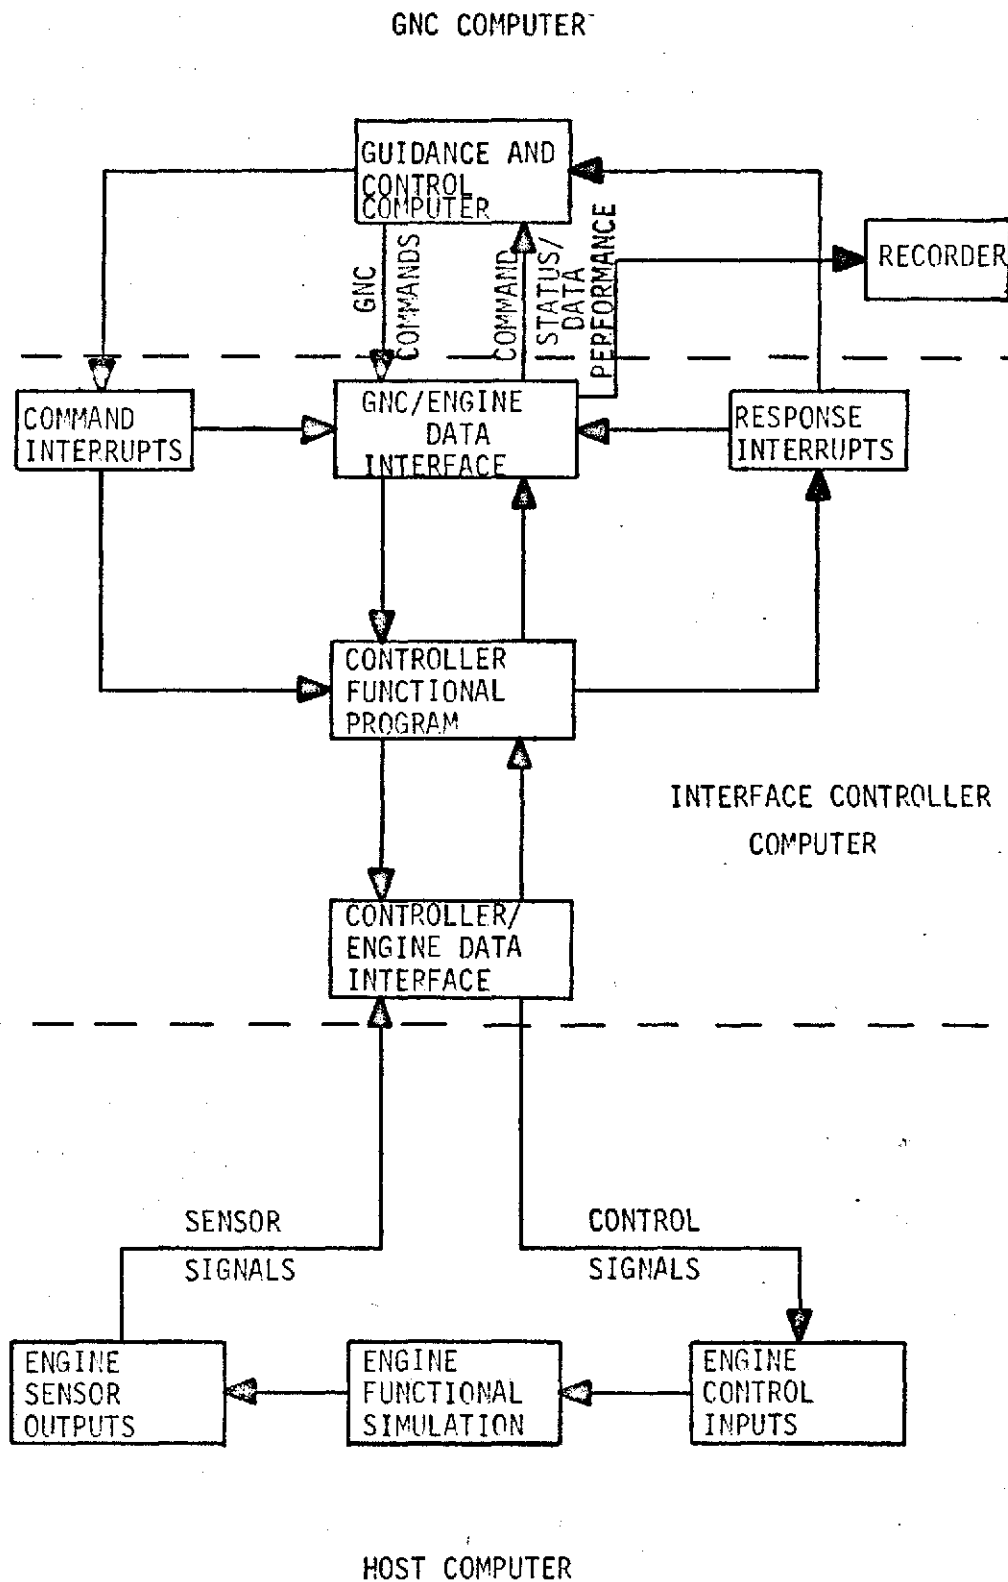 GNC COMPUTER
GUIDANCE AND
CONTROL
COMPUTER
GNC
COMMANDS
COMMAND
STATUS/
DATA
PERFORMANCE
RECORDER
COMMAND
INTERRUPTS
GNC/ENGINE
DATA
INTERFACE
RESPONSE
INTERRUPTS
CONTROLLER
FUNCTIONAL
PROGRAM
INTERFACE CONTROLLER
COMPUTER
CONTROLLER/
ENGINE DATA
INTERFACE
SENSOR
SIGNALS
CONTROL
SIGNALS
ENGINE
SENSOR
OUTPUTS
ENGINE
FUNCTIONAL
SIMULATION
ENGINE
CONTROL
INPUTS
HOST COMPUTER